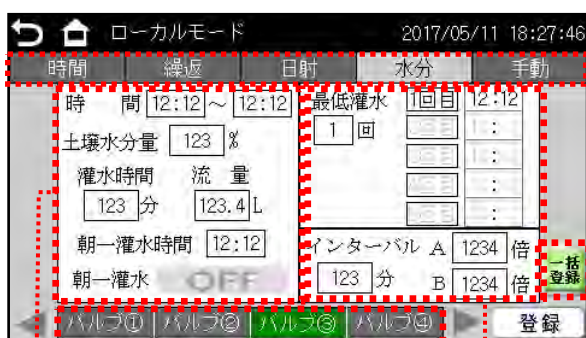 ローカルモード 2017/05/11 18:27:46
時間 繰返 日射 水分 手動
時 間 12:12 ~ 12:12
土壌水分量 123 %
灌水時間 流 量
123 分 123.4 L
朝一灌水時間 12:12
朝一灌水 OFF
最低灌水 1回目 12:12
1 回
:
:
:
:
インターバル A 1234 倍
123 分 B 1234 倍
一括
登録
バルブ① バルブ② バルブ③ バルブ④ 登録